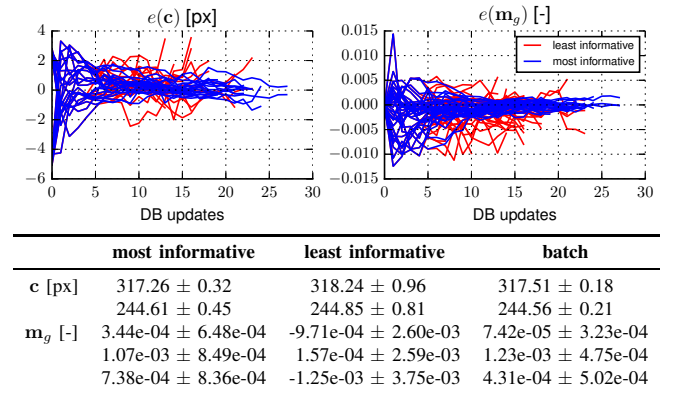 e(c) [px]
4
2
0
2
4
−6
0 5 10 15 20 25 30
DB updates
e(m_g) [-]
0.015
0.010
0.005
0.000
−0.005
−0.010
−0.015
0 5 10 15 20 25 30
DB updates
least informative
most informative
most informative least informative batch
c [px] 317.26 ± 0.32 318.24 ± 0.96 317.51 ± 0.18
244.61 ± 0.45 244.85 ± 0.81 244.56 ± 0.21
m_g [-] 3.44e-04 ± 6.48e-04 -9.71e-04 ± 2.60e-03 7.42e-05 ± 3.23e-04
1.07e-03 ± 8.49e-04 1.57e-04 ± 2.59e-03 1.23e-03 ± 4.75e-04
7.38e-04 ± 8.36e-04 -1.25e-03 ± 3.75e-03 4.31e-04 ± 5.02e-04